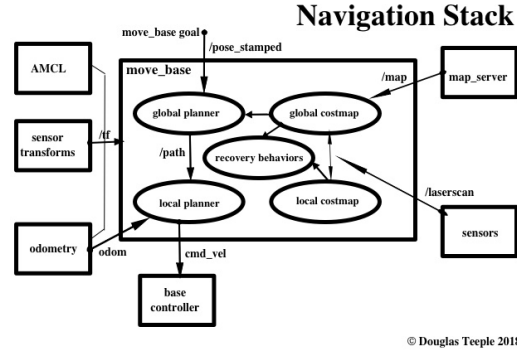 Navigation Stack
move_base goal
/pose_stamped
AMCL
move_base
/map
map_server
global planner
global costmap
sensor
transforms
/tf
/path
recovery behaviors
/laserscan
local planner
local costmap
sensors
odometry
odom
cmd_vel
base
controller
© Douglas Teeple 2018